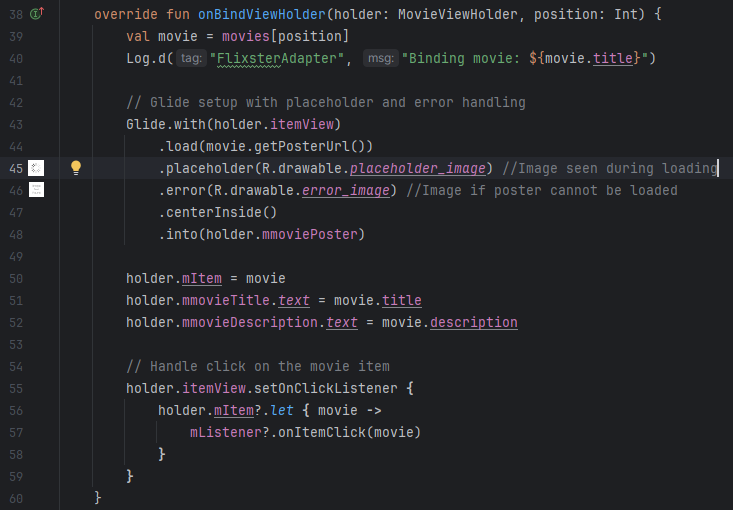 38 override fun onBindViewHolder(holder: MovieViewHolder, position: Int) {
39 val movie = movies[position]
40 Log.d( tag: "FlixsterAdapter", msg: "Binding movie: ${movie.title}")
41
42 // Glide setup with placeholder and error handling
43 Glide.with(holder.itemView)
44 .load(movie.getPosterUrl())
45 .placeholder(R.drawable.placeholder_image) //Image seen during loading
46 .error(R.drawable.error_image) //Image if poster cannot be loaded
47 .centerInside()
48 .into(holder.mmoviePoster)
49
50 holder.mItem = movie
51 holder.mmovieTitle.text = movie.title
52 holder.mmovieDescription.text = movie.description
53
54 // Handle click on the movie item
55 holder.itemView.setOnClickListener {
56 holder.mItem?.let { movie ->
57 mListener?.onItemClick(movie)
58 }
59 }
60 }